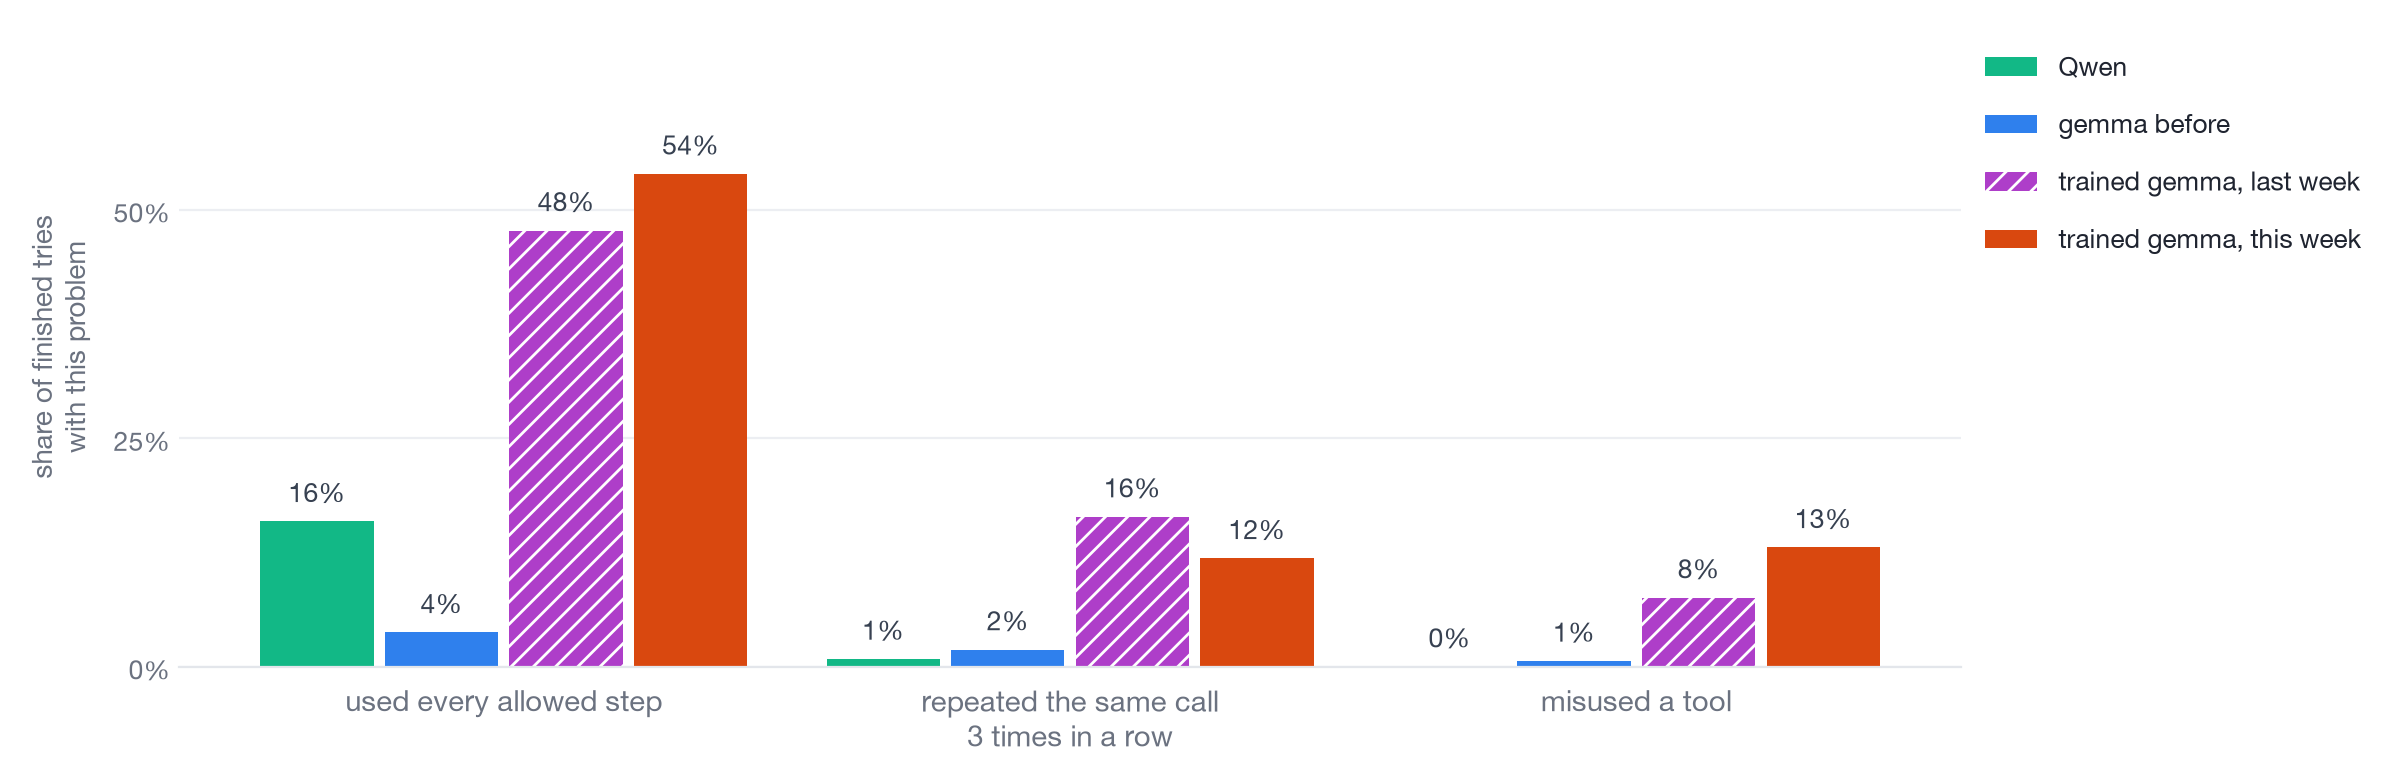 Qwen
gemma before
trained gemma, last week
trained gemma, this week
share of finished tries
with this problem
50%
25%
0%
16%
4%
48%
54%
1%
2%
16%
12%
0%
1%
8%
13%
used every allowed step
repeated the same call
3 times in a row
misused a tool